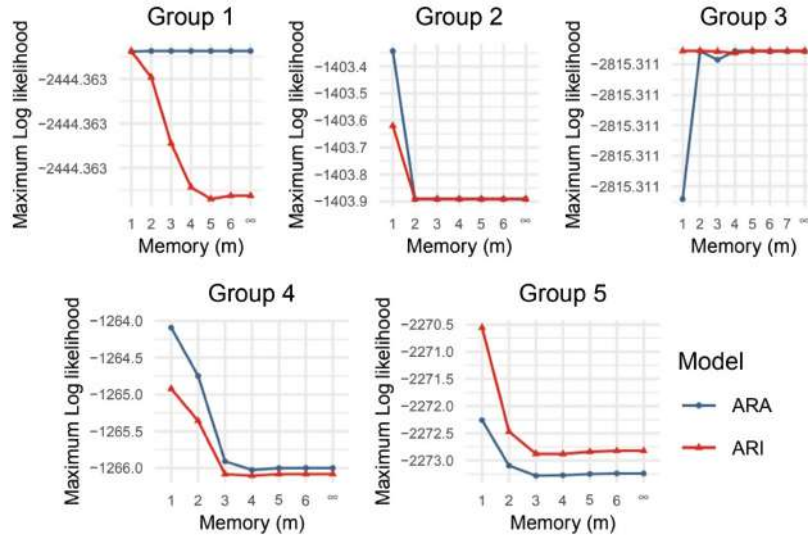 Group 1
Maximum Log likelihood
−2444.363
−2444.363
−2444.363
1 2 3 4 5 6 ∞
Memory (m)
Group 2
Maximum Log likelihood
−1403.4
−1403.5
−1403.6
−1403.7
−1403.8
−1403.9
1 2 3 4 5 6 ∞
Memory (m)
Group 3
Maximum Log likelihood
−2815.311
−2815.311
−2815.311
−2815.311
−2815.311
1 2 3 4 5 6 7 ∞
Memory (m)
Group 4
Maximum Log likelihood
−1264.0
−1264.5
−1265.0
−1265.5
−1266.0
1 2 3 4 5 6 ∞
Memory (m)
Group 5
Maximum Log likelihood
−2270.5
−2271.0
−2271.5
−2272.0
−2272.5
−2273.0
1 2 3 4 5 6 ∞
Memory (m)
Model
ARA
ARI